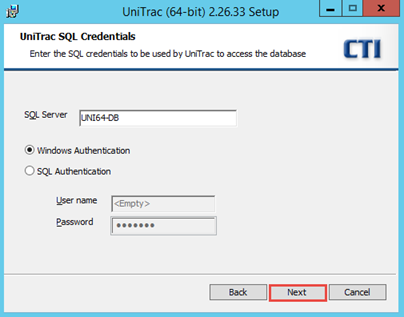 UniTrac (64-bit) 2.26.33 Setup
UniTrac SQL Credentials
Enter the SQL credentials to be used by UniTrac to access the database
CTI
SQL Server
UNI64-DB
Windows Authentication
SQL Authentication
User name
<Empty>
Password
•••••••
Back
Next
Cancel